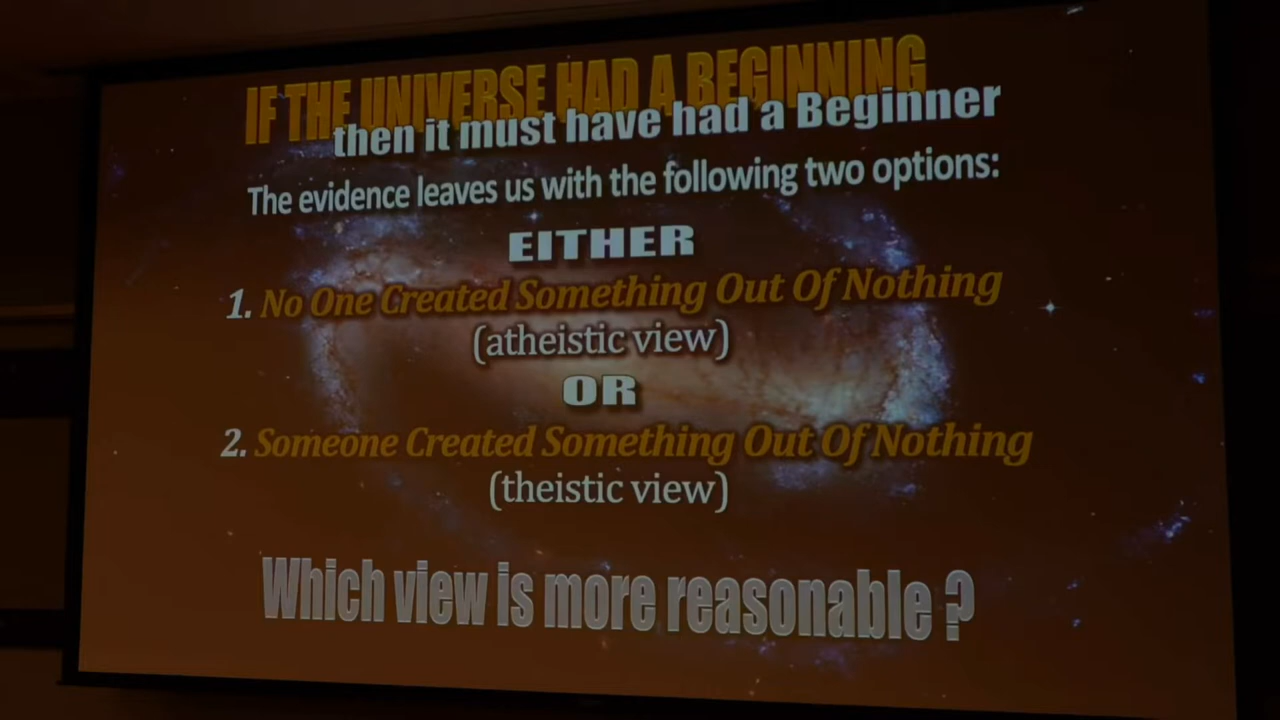 IF THE UNIVERSE HAD A BEGINNING
then it must have had a Beginner
The evidence leaves us with the following two options:
EITHER
1. No One Created Something Out Of Nothing
(atheistic view)
OR
2. Someone Created Something Out Of Nothing
(theistic view)
Which view is more reasonable ?